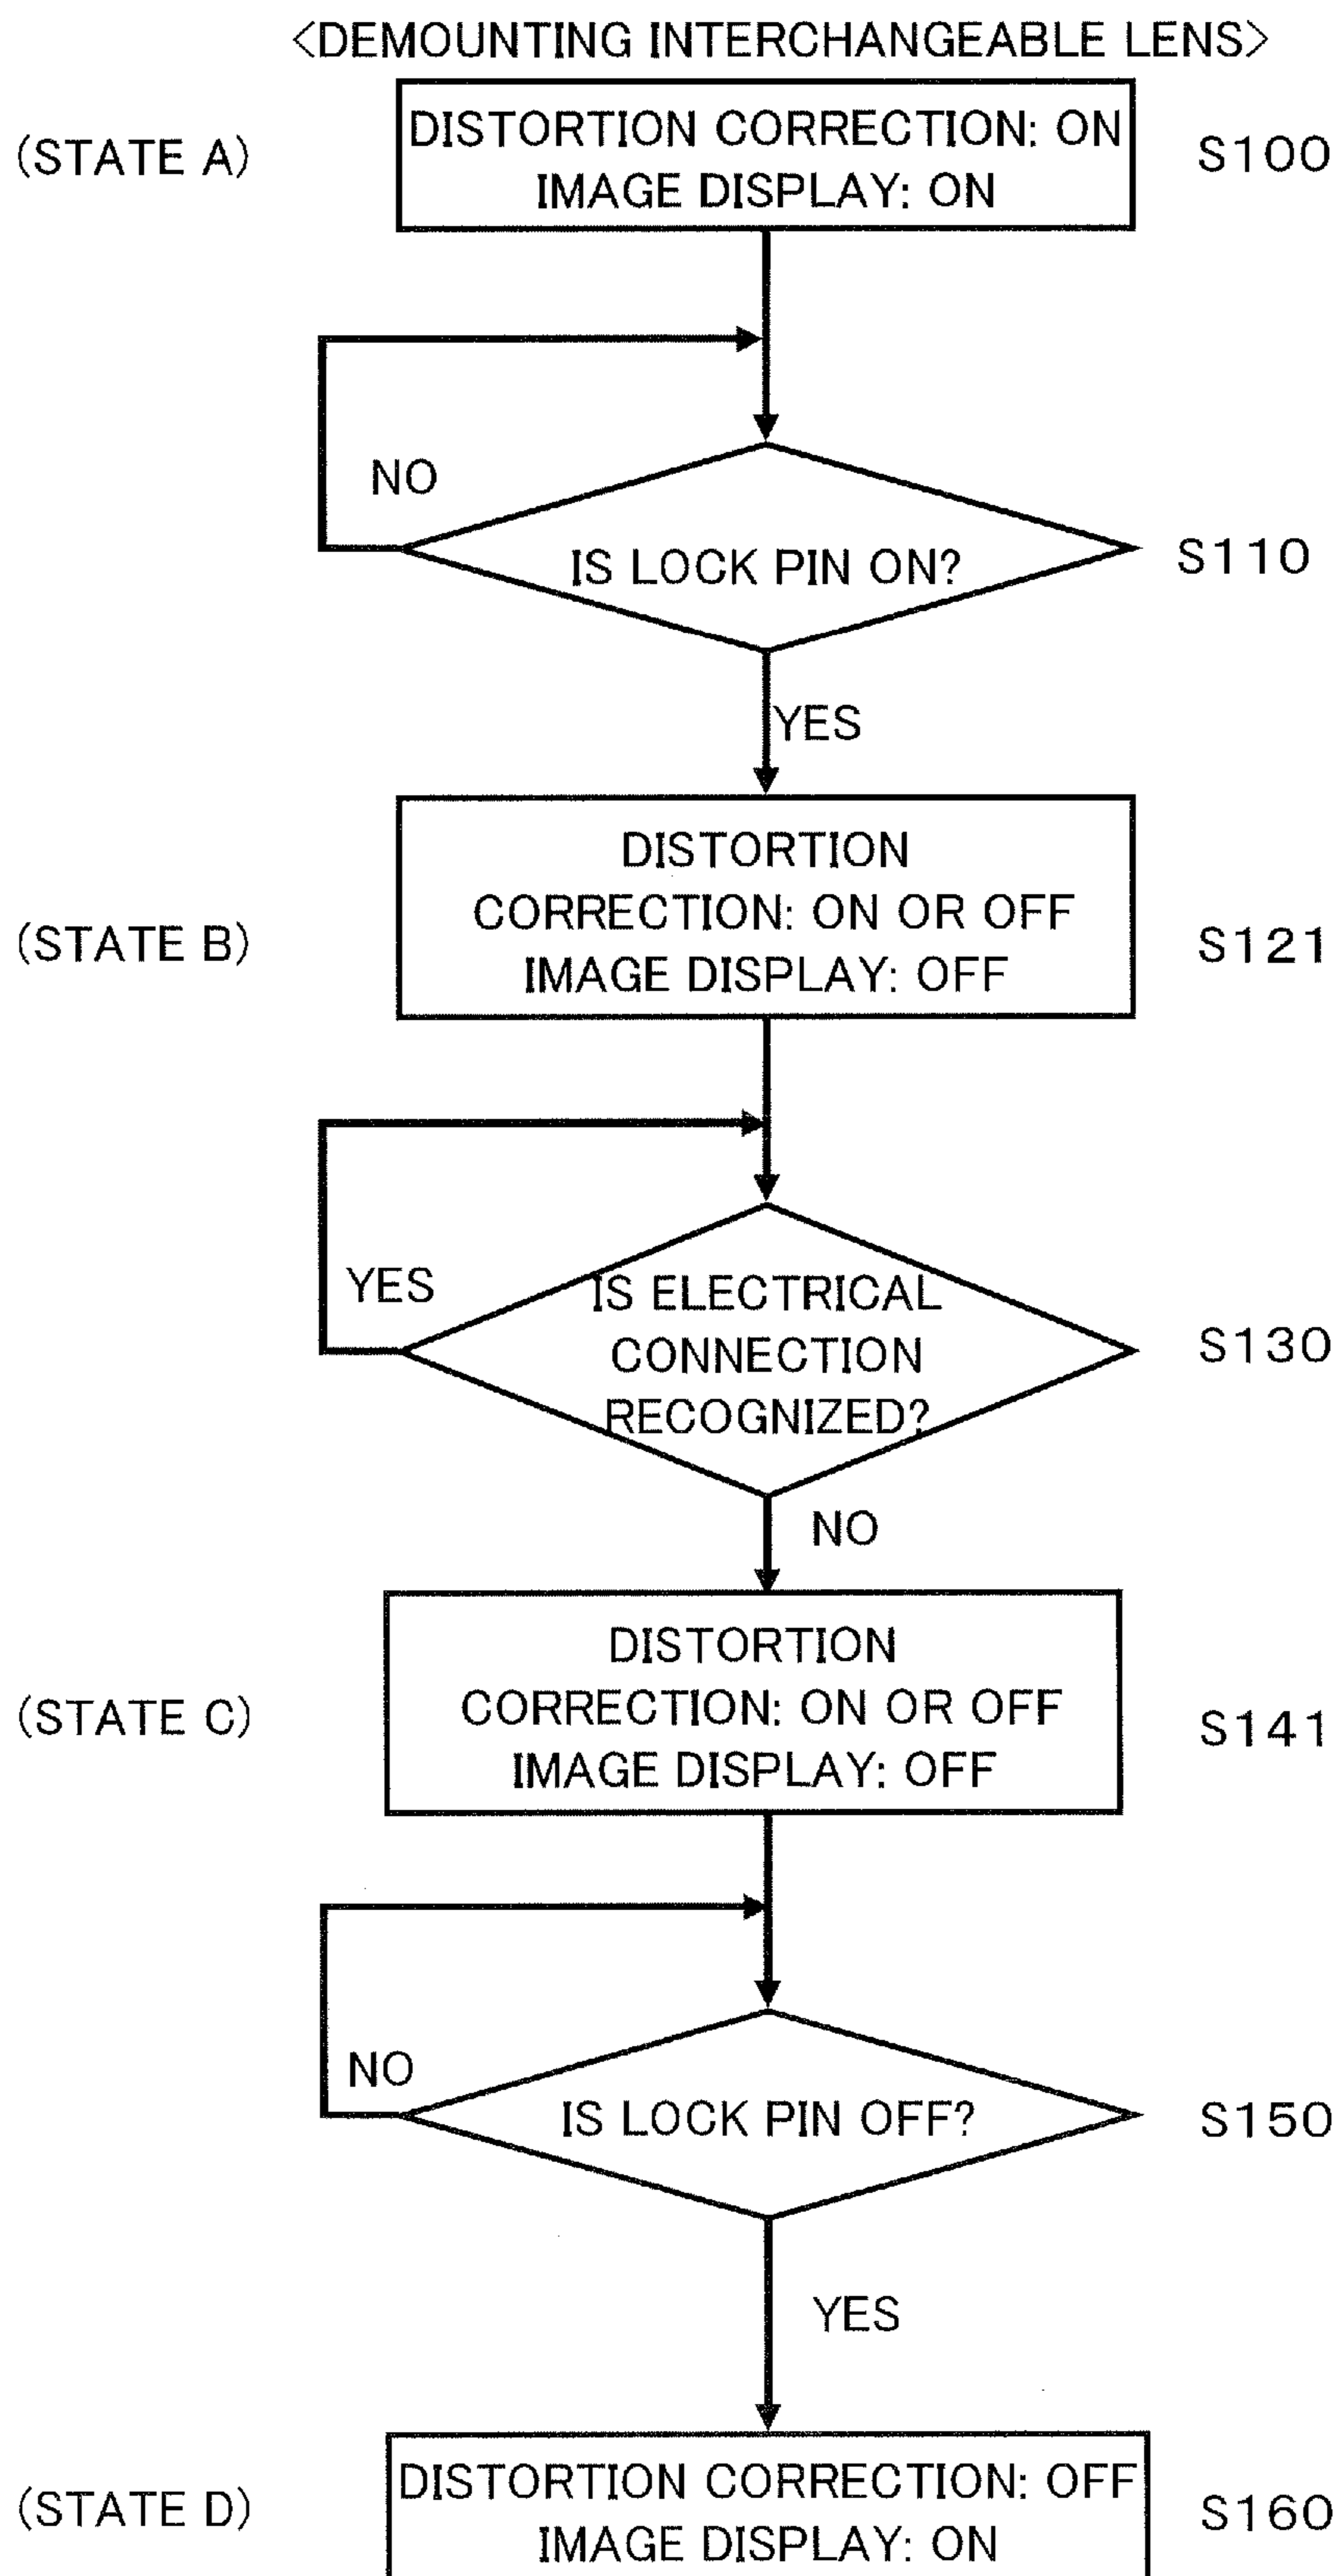 <DEMOUNTING INTERCHANGEABLE LENS>
(STATE A)
DISTORTION CORRECTION: ON
IMAGE DISPLAY: ON
S100
NO
IS LOCK PIN ON?
S110
YES
(STATE B)
DISTORTION
CORRECTION: ON OR OFF
IMAGE DISPLAY: OFF
S121
YES
IS ELECTRICAL
CONNECTION
RECOGNIZED?
S130
NO
(STATE C)
DISTORTION
CORRECTION: ON OR OFF
IMAGE DISPLAY: OFF
S141
NO
IS LOCK PIN OFF?
S150
YES
(STATE D)
DISTORTION CORRECTION: OFF
IMAGE DISPLAY: ON
S160